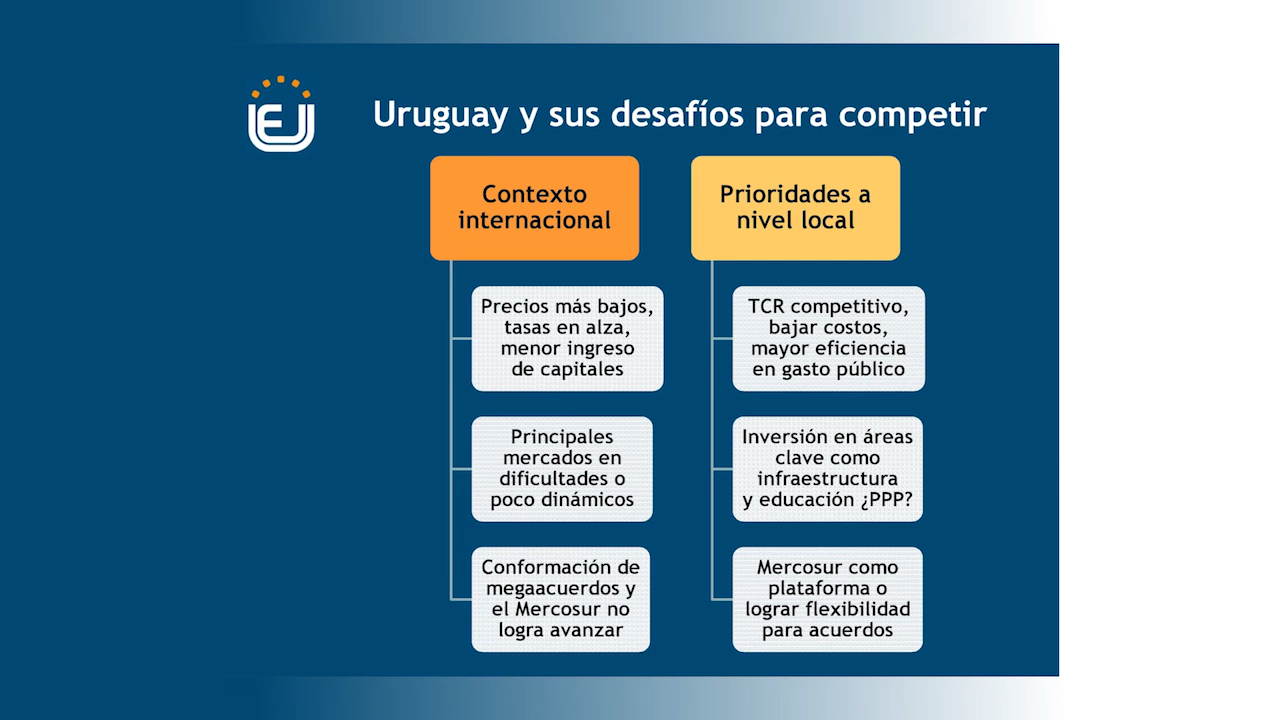 Uruguay y sus desafíos para competir
Contexto
internacional
Precios más bajos,
tasas en alza,
menor ingreso
de capitales
Principales
mercados en
dificultades o
poco dinámicos
Conformación de
megaacuerdos y
el Mercosur no
logra avanzar
Prioridades a
nivel local
TCR competitivo,
bajar costos,
mayor eficiencia
en gasto público
Inversión en áreas
clave como
infraestructura
y educación ¿PPP?
Mercosur como
plataforma o
lograr flexibilidad
para acuerdos